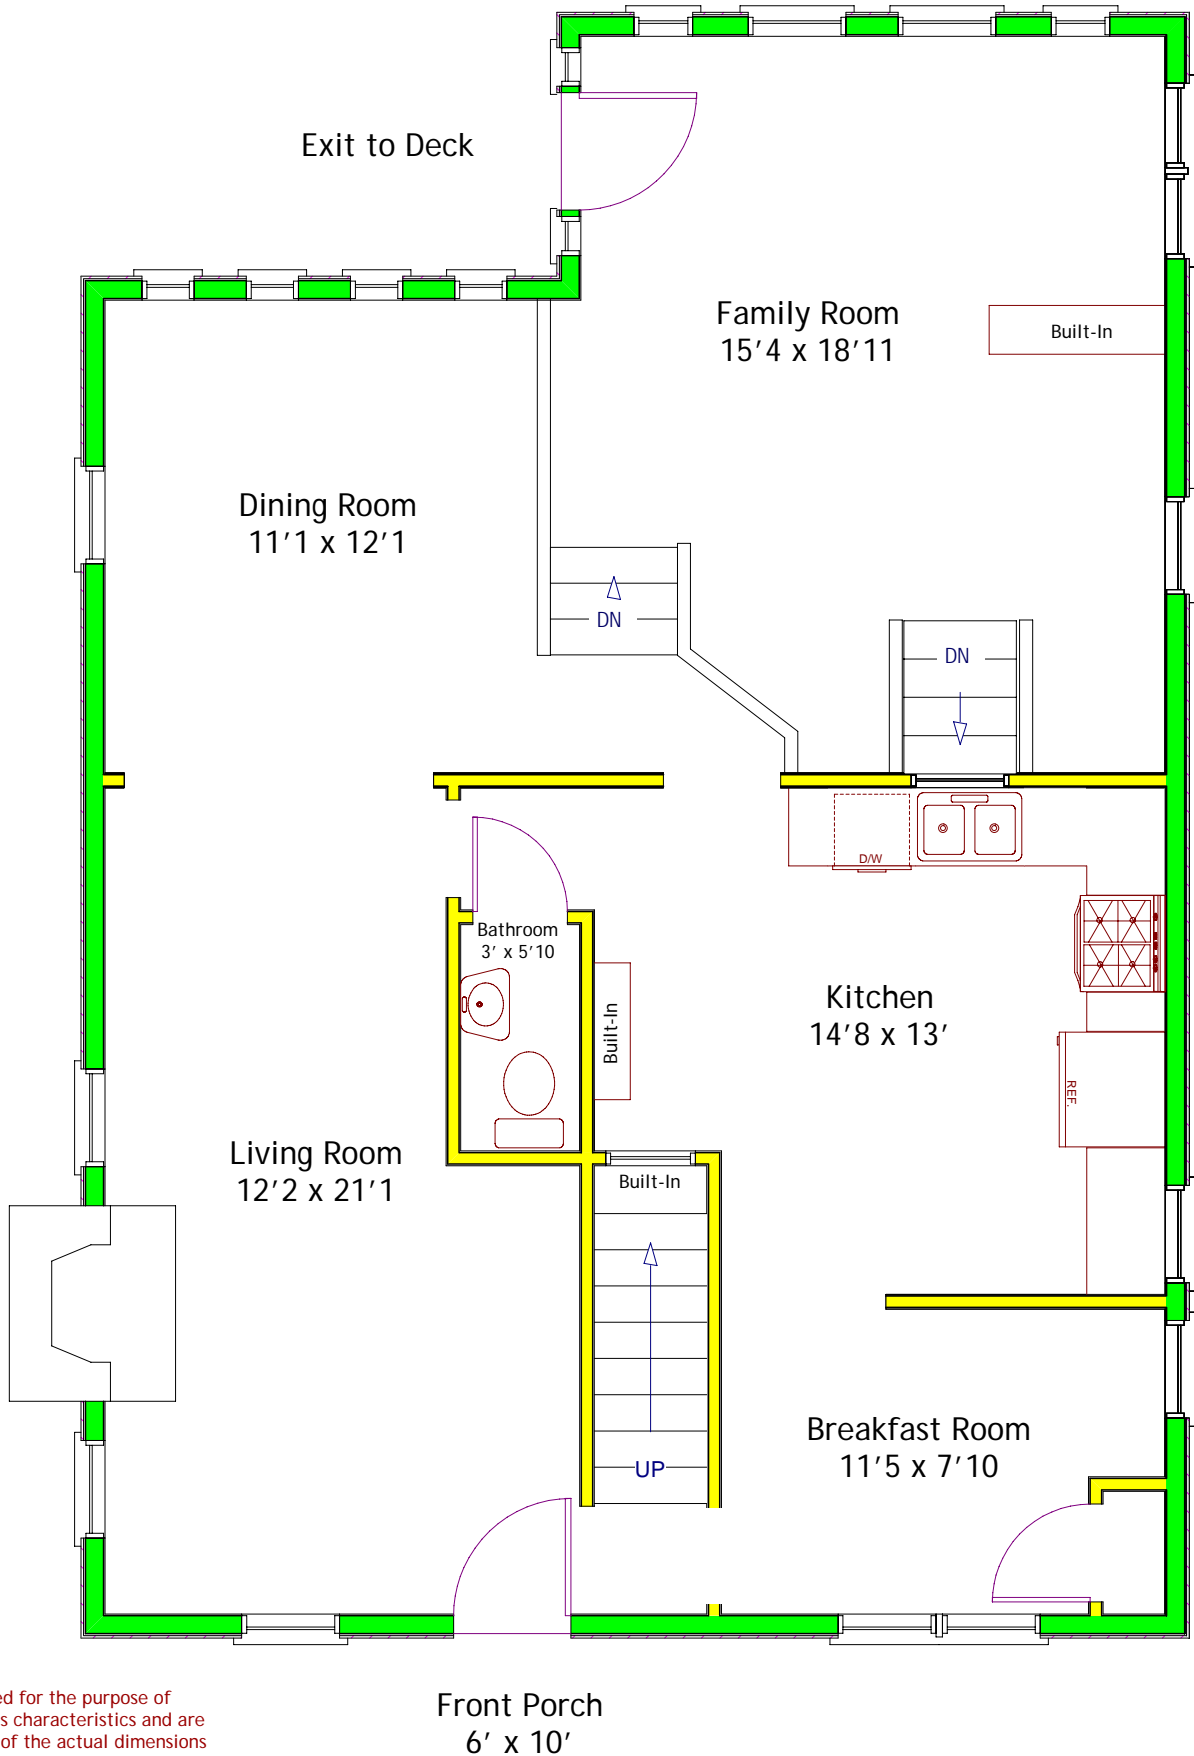 Exit to Deck
Family Room
15'4 x 18'11
Built-In
Dining Room
11'1 x 12'1
DN
DN
D/W
Bathroom
3' x 5'10
Built-In
Kitchen
14'8 x 13'
REF.
Living Room
12'2 x 21'1
Built-In
Breakfast Room
11'5 x 7'10
UP
for the purpose of
characteristics and are
of the actual dimensions
Front Porch
6' x 10'